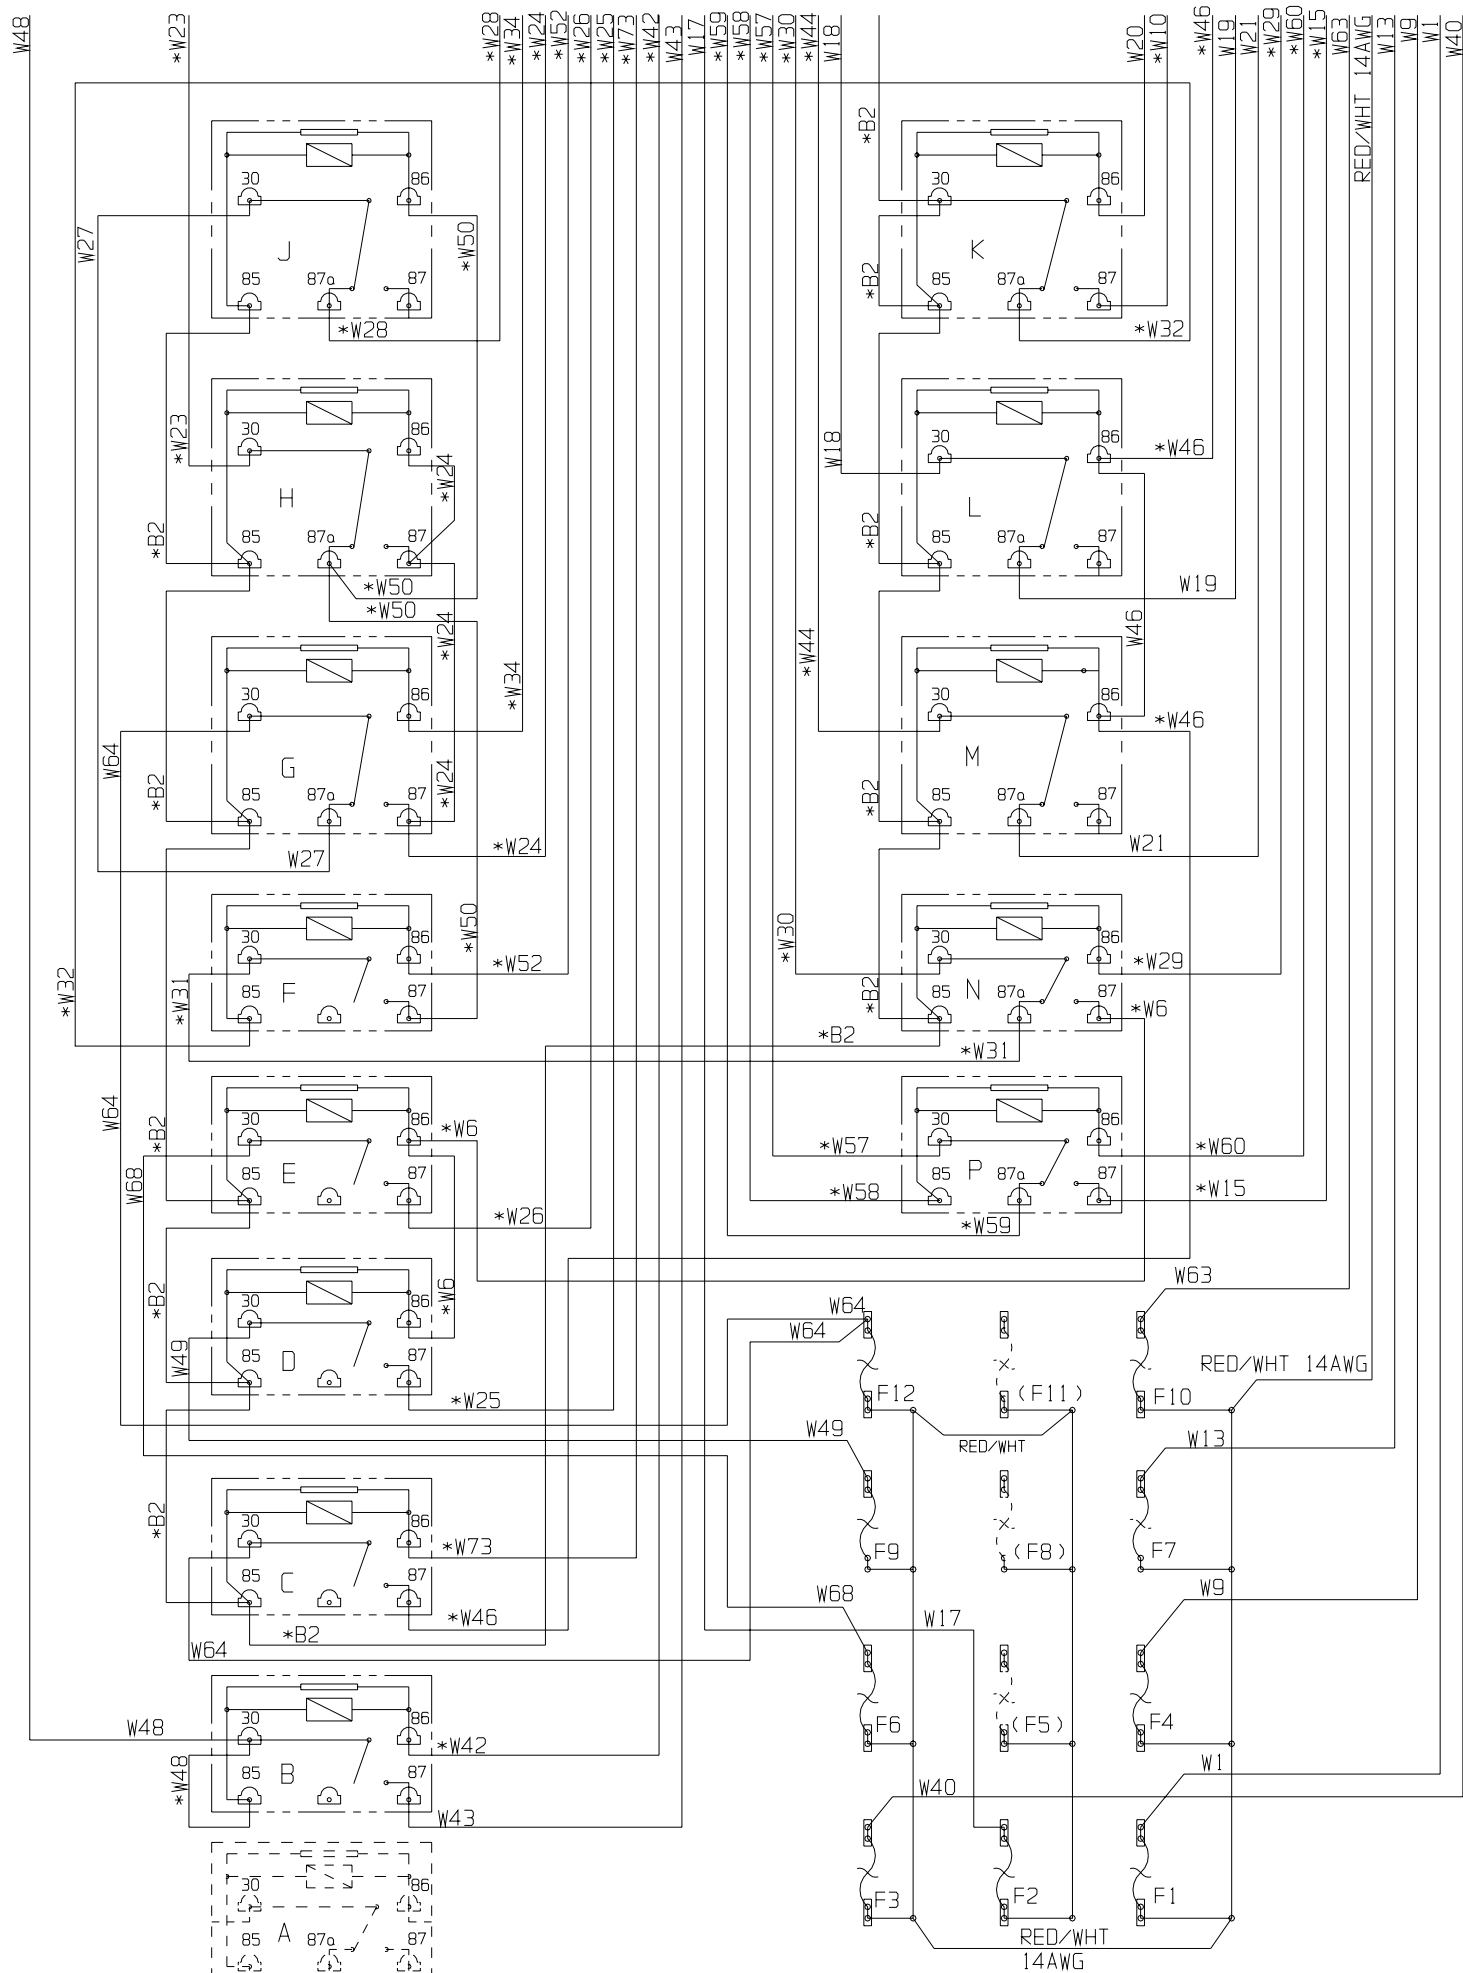 W48
*W23
*W28
*W34
*W24
*W52
*W26
*W25
*W73
*W42
W43
W17
*W59
*W58
*W57
*W30
*W44
W18
W20
*W10
*W46
W19
W21
*W29
*W60
*W15
W63
RED/WHT 14AWG
W13
W9
W1
W40
*B2
30
86
W27
J
*W50
85
87a
87
*W28
30
86
K
*B2
85
87a
87
*W32
*W23
30
86
*W24
H
*B2
85
87a
87
*W50
*W50
*W24
W18
30
86
*W46
L
*B2
85
87a
87
W19
W46
*W34
30
86
W64
G
*B2
85
87a
87
*W24
W27
*W24
*W44
30
86
*W46
M
*B2
85
87a
87
W21
*W50
30
86
*W52
*W32
*W31
F
85
87
*W30
30
86
*W29
N
*B2
85
87a
87
*W6
*B2
*W31
W64
*B2
30
86
*W6
W68
E
85
87
*W26
30
86
*W57
*W60
P
85
87a
87
*W58
*W15
*W59
*B2
30
86
*W6
W49
D
85
87
*W25
W63
W64
W64
RED/WHT 14AWG
F12
(F11)
F10
RED/WHT
W49
W13
*B2
30
86
*W73
C
85
87
*W46
*B2
W64
F9
(F8)
F7
W68
W17
W9
F6
(F5)
F4
W48
30
86
*W42
*W48
B
85
87
W43
W1
W40
F3
F2
F1
RED/WHT
14AWG
30
86
A
85
87a
87